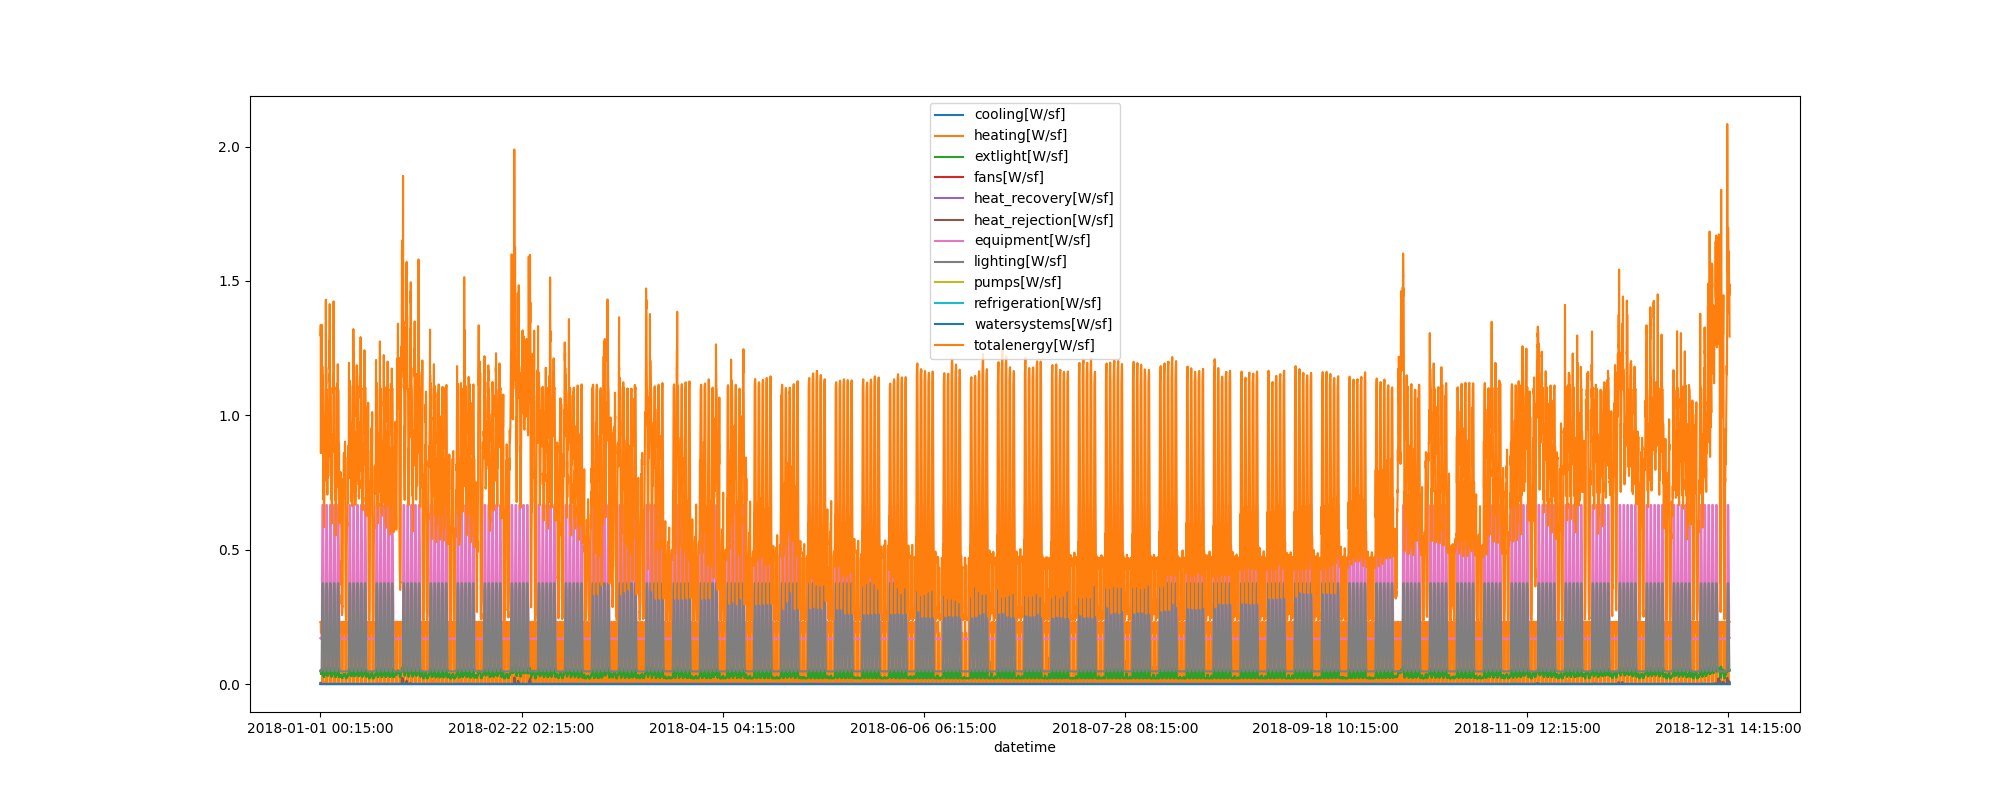 cooling[W/sf]
heating[W/sf]
extlight[W/sf]
fans[W/sf]
heat_recovery[W/sf]
heat_rejection[W/sf]
equipment[W/sf]
lighting[W/sf]
pumps[W/sf]
refrigeration[W/sf]
watersystems[W/sf]
totalenergy[W/sf]
2.0
1.5
1.0
0.5
0.0
2018-01-01 00:15:00 2018-02-22 02:15:00 2018-04-15 04:15:00 2018-06-06 06:15:00 2018-07-28 08:15:00 2018-09-18 10:15:00 2018-11-09 12:15:00 2018-12-31 14:15:00
datetime